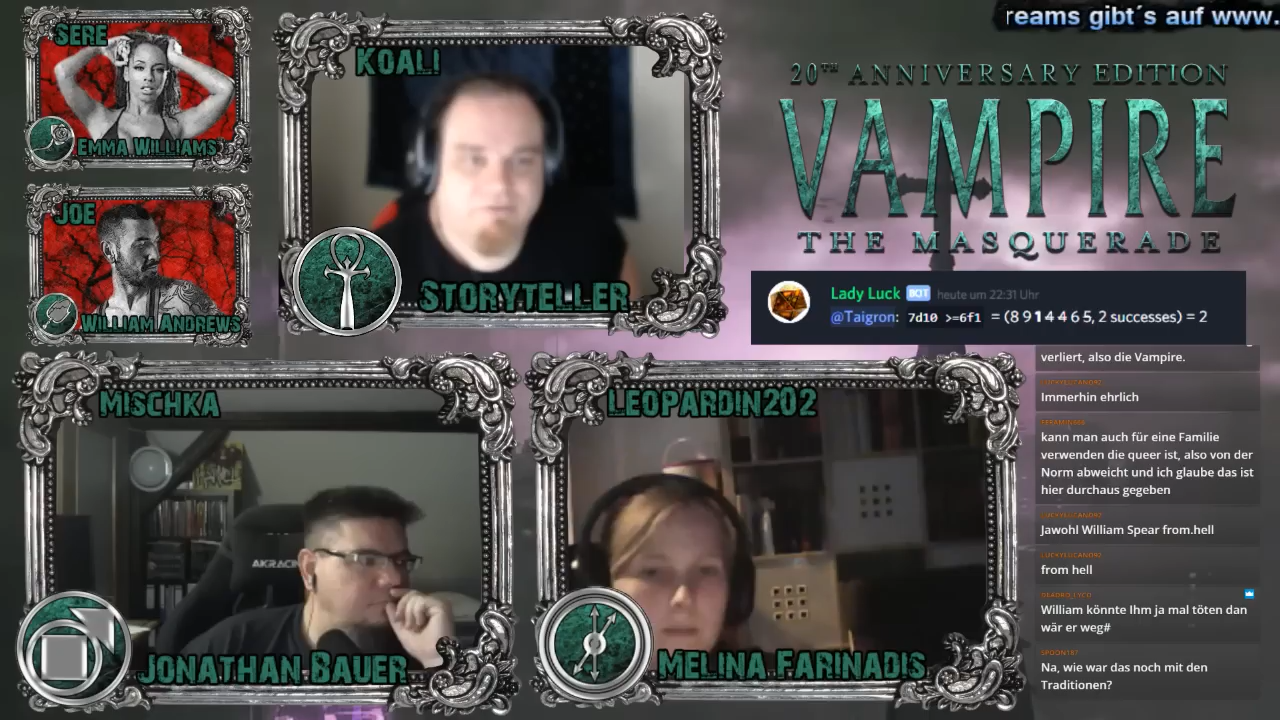 reams gibt´s auf www.
SERE
EMMA WILLIAMS
JOE
WILLIAM ANDREWS
KOALI
STORYTELLER
20TH ANNIVERSARY EDITION
VAMPIRE
THE MASQUERADE
Lady Luck BOT heute um 22:31 Uhr
@Taigron: 7d10 >=6f1 = (8 9 1 4 4 6 5, 2 successes) = 2
MISCHKA
AKRACING
JONATHAN BAUER
LEOPARDIN202
MELINA FARINADIS
verliert, also die Vampire.
Immerhin ehrlich
kann man auch für eine Familie
verwenden die queer ist, also von der
Norm abweicht und ich glaube das ist
hier durchaus gegeben
Jawohl William Spear from.hell
from hell
William könnte Ihm ja mal töten dan
wär er weg#
SPOON187
Na, wie war das noch mit den
Traditionen?